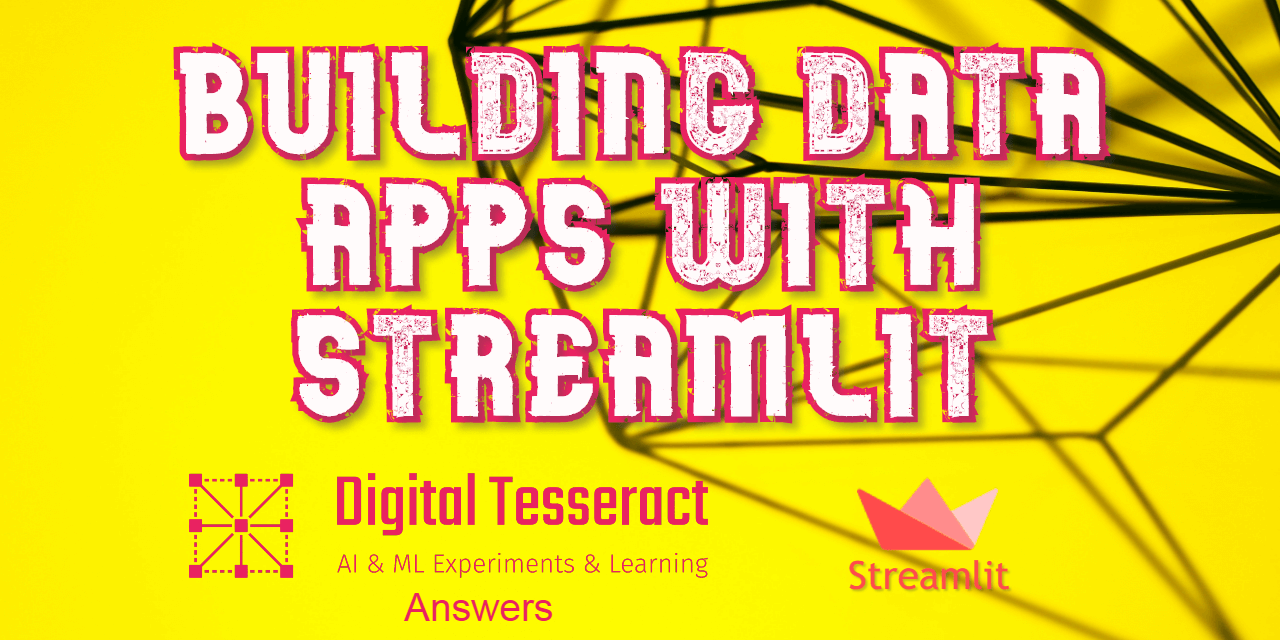 BUILDING DATA
APPS WITH
STREAMLIT
Digital Tesseract
AI & ML Experiments & Learning
Answers
Streamlit